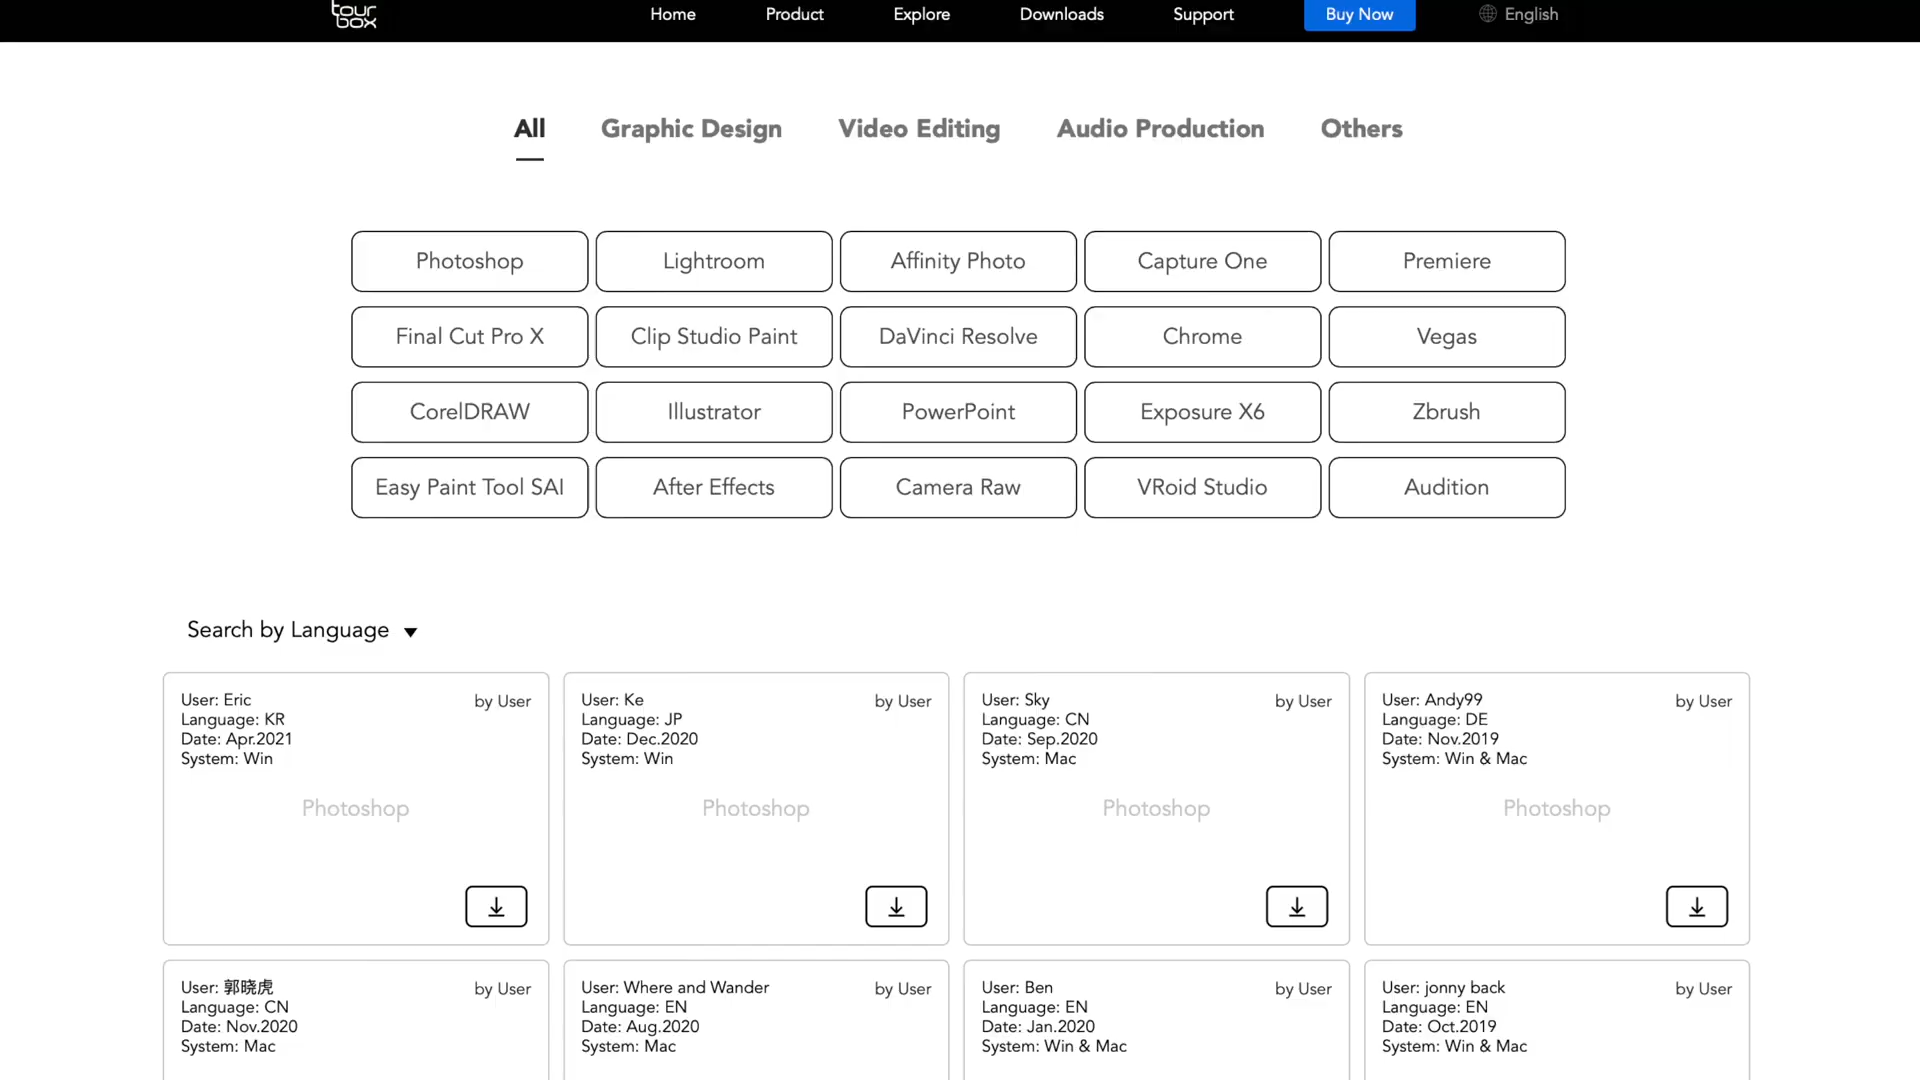 tour box
Home Product Explore Downloads Support Buy Now English
All Graphic Design Video Editing Audio Production Others
Photoshop Lightroom Affinity Photo Capture One Premiere
Final Cut Pro X Clip Studio Paint DaVinci Resolve Chrome Vegas
CorelDRAW Illustrator PowerPoint Exposure X6 Zbrush
Easy Paint Tool SAI After Effects Camera Raw VRoid Studio Audition
Search by Language
User: Eric by User
Language: KR
Date: Apr.2021
System: Win
Photoshop
User: Ke by User
Language: JP
Date: Dec.2020
System: Win
Photoshop
User: Sky by User
Language: CN
Date: Sep.2020
System: Mac
Photoshop
User: Andy99 by User
Language: DE
Date: Nov.2019
System: Win & Mac
Photoshop
User: 郭晓虎 by User
Language: CN
Date: Nov.2020
System: Mac
User: Where and Wander by User
Language: EN
Date: Aug.2020
System: Mac
User: Ben by User
Language: EN
Date: Jan.2020
System: Win & Mac
User: jonny back by User
Language: EN
Date: Oct.2019
System: Win & Mac